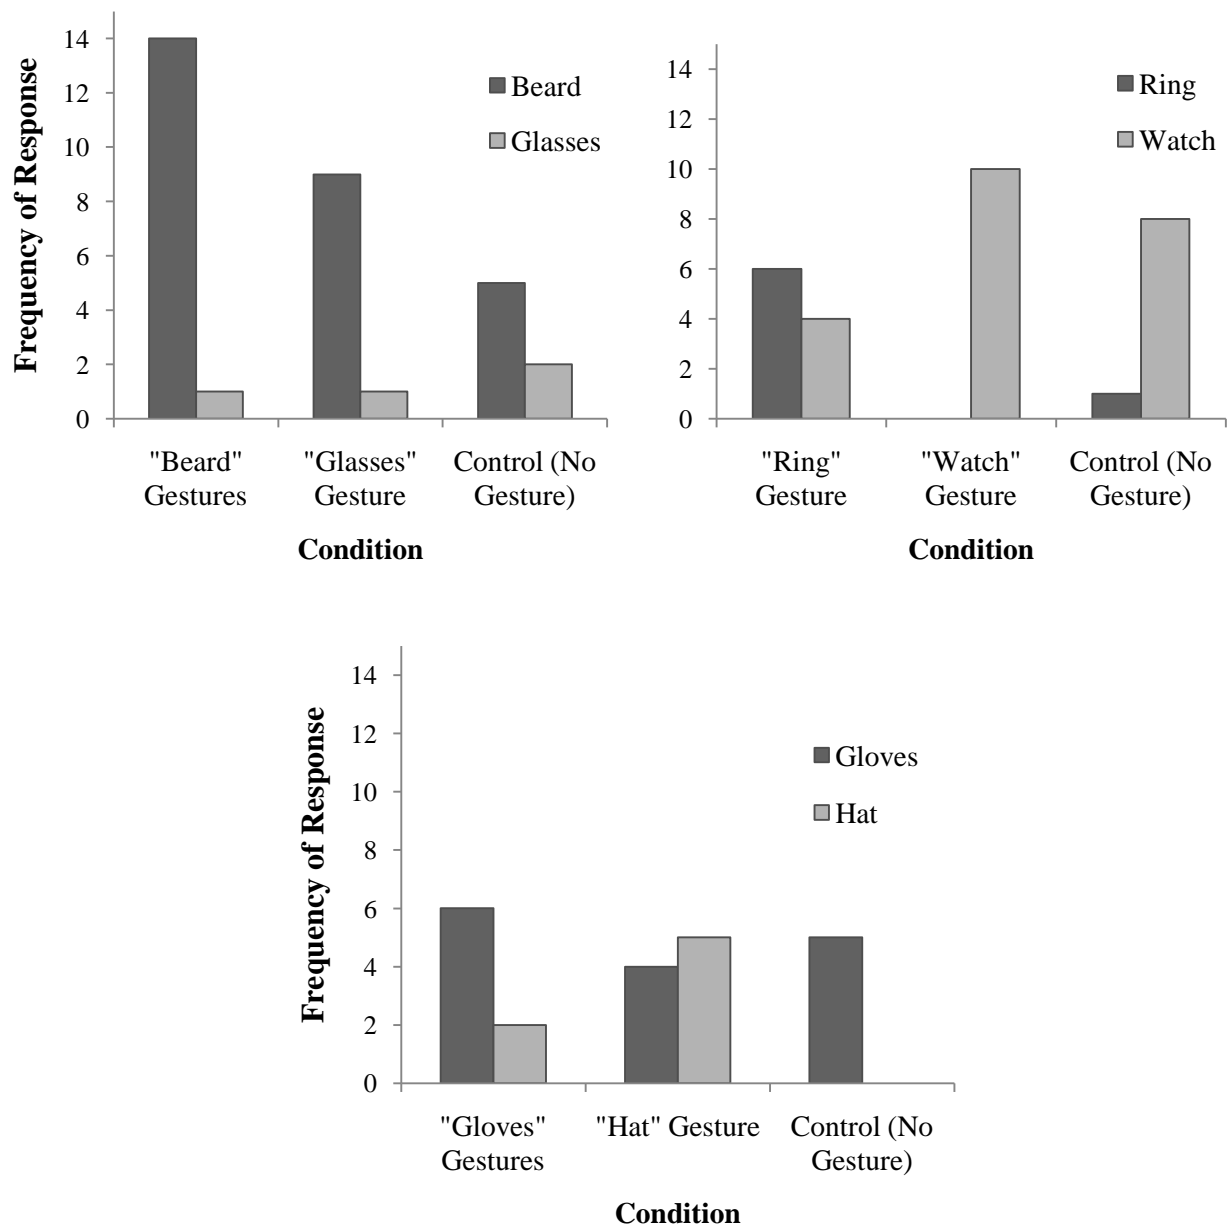 Frequency of Response
14
12
10
8
6
4
2
0
Beard
Glasses
"Beard"
Gestures
"Glasses"
Gesture
Control (No
Gesture)
Condition
14
12
10
8
6
4
2
0
Ring
Watch
"Ring"
Gesture
"Watch"
Gesture
Control (No
Gesture)
Condition
Frequency of Response
14
12
10
8
6
4
2
0
Gloves
Hat
"Gloves"
Gestures
"Hat" Gesture
Control (No
Gesture)
Condition